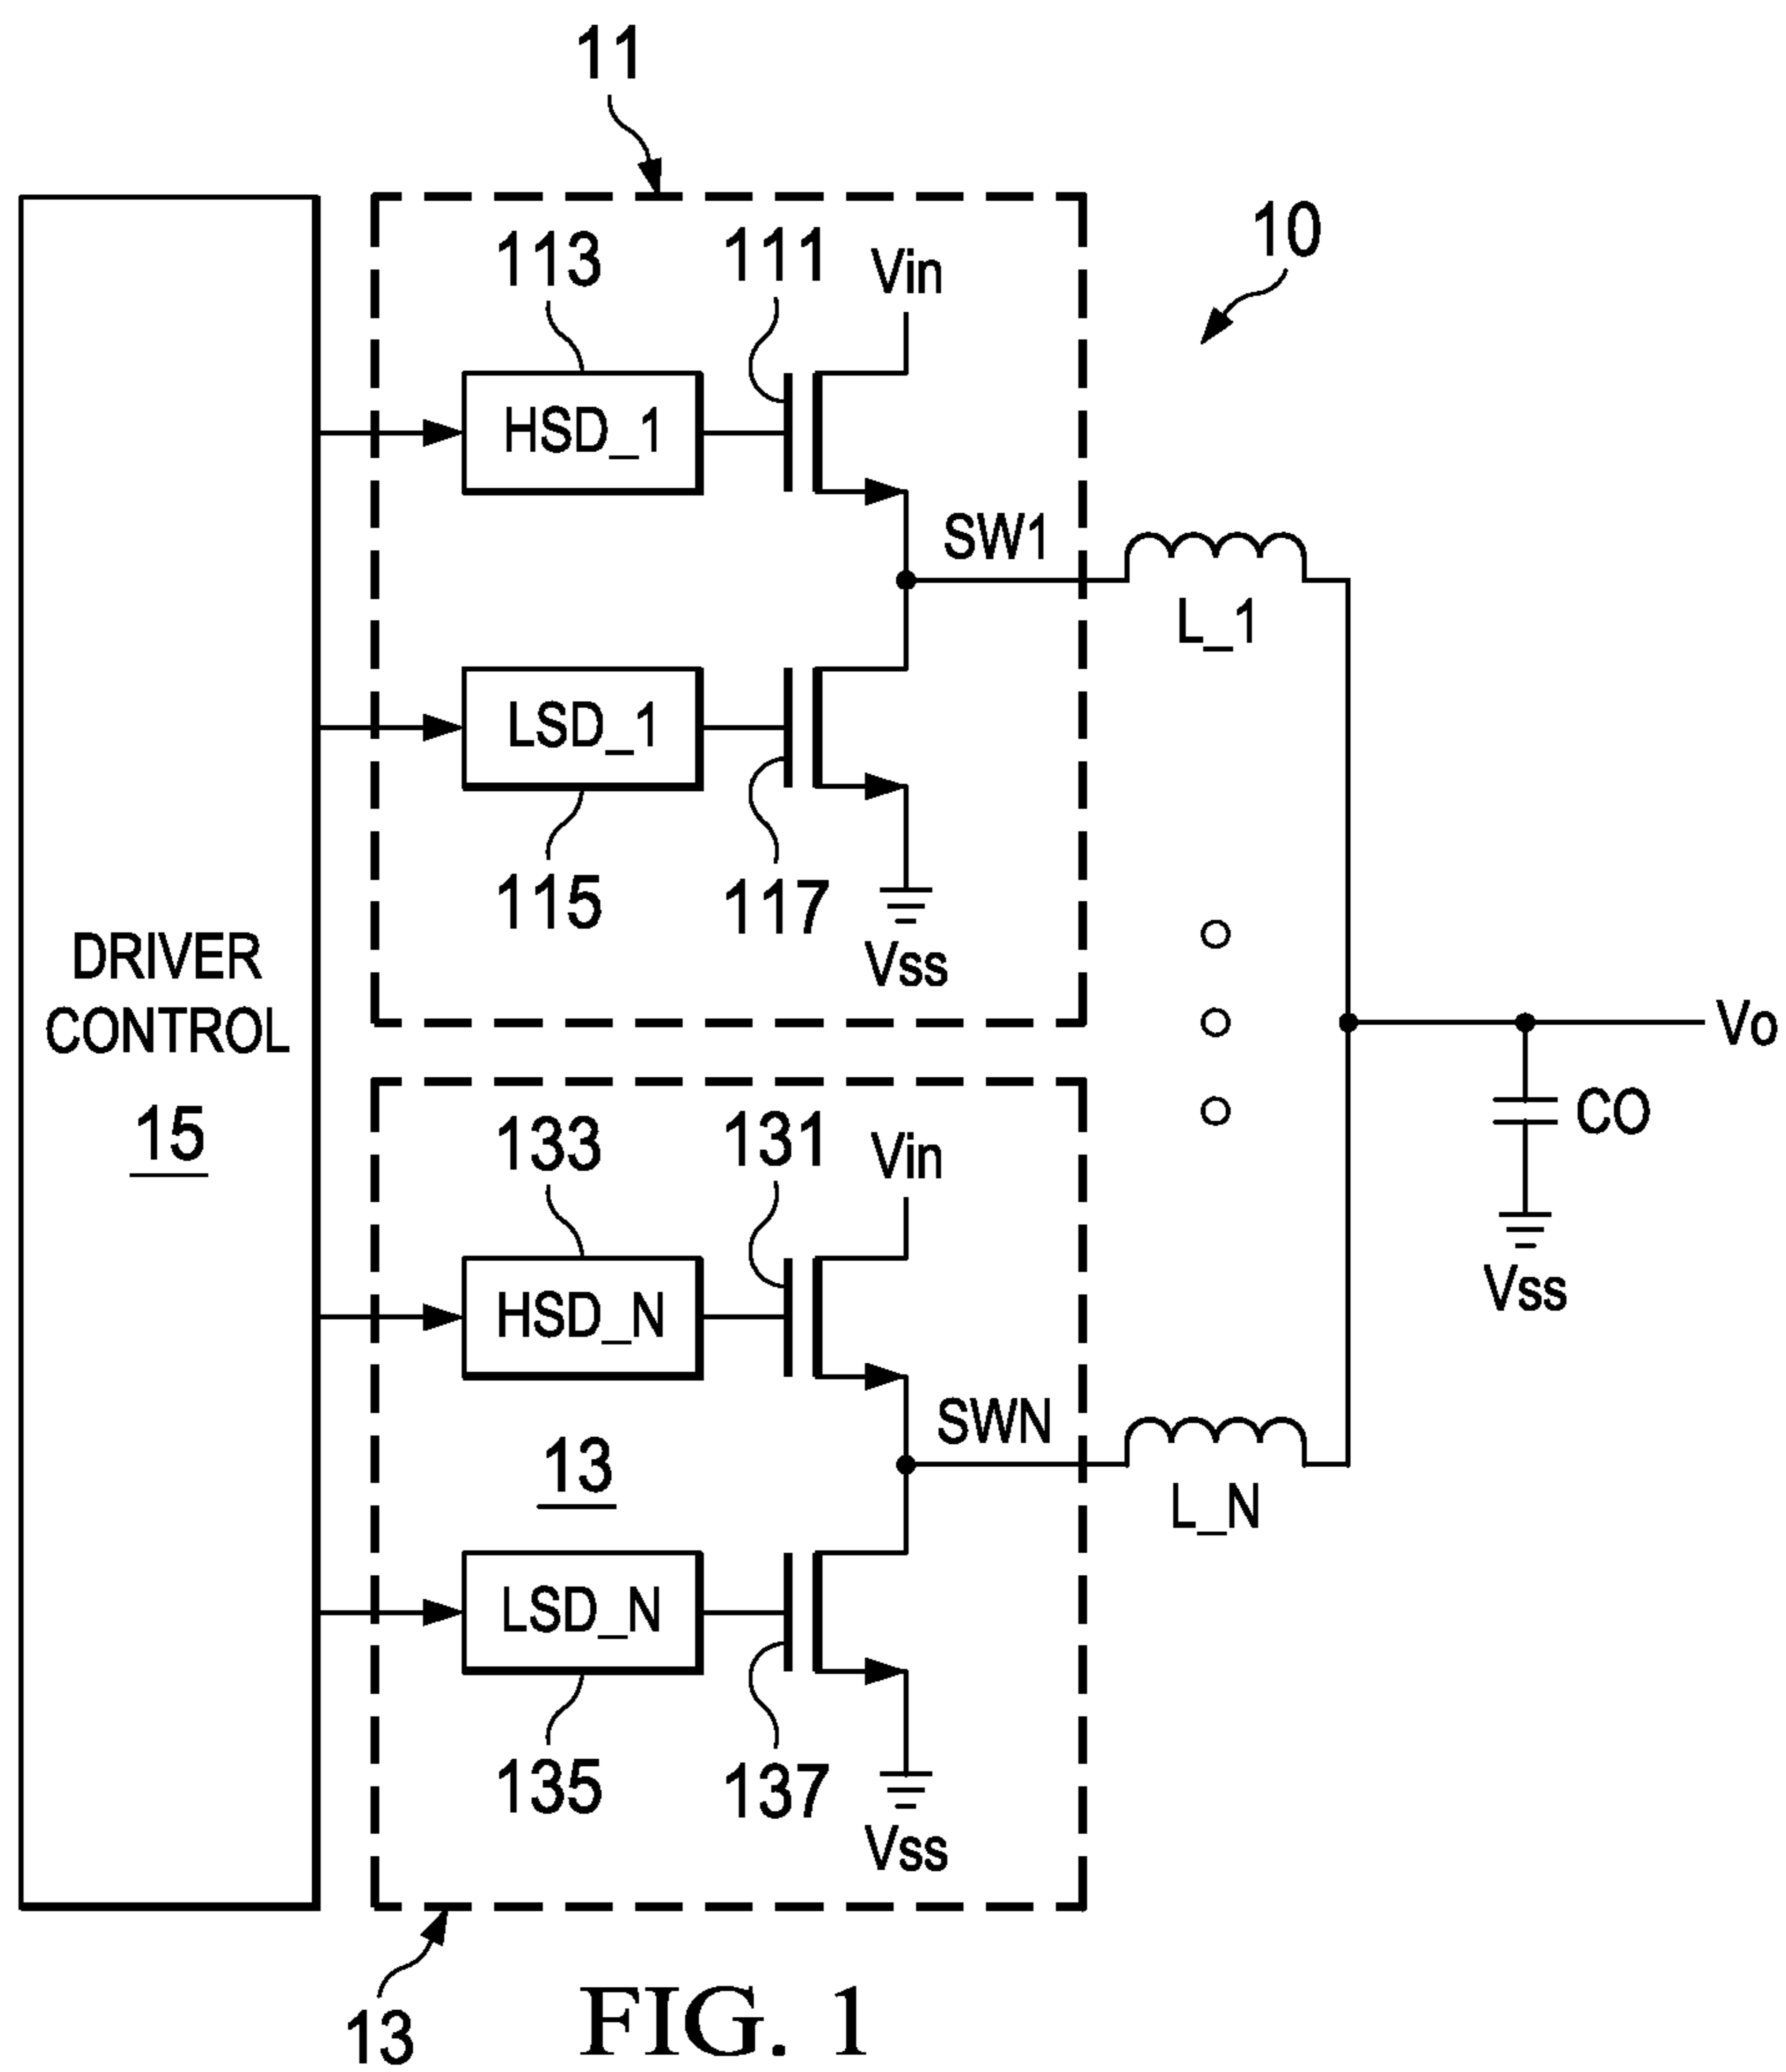 11
10
113
111
Vin
HSD_1
SW1
L_1
LSD_1
115
117
Vss
DRIVER
CONTROL
15
Vo
CO
Vss
133
131
Vin
HSD_N
SWN
13
L_N
LSD_N
135
137
Vss
13
FIG. 1